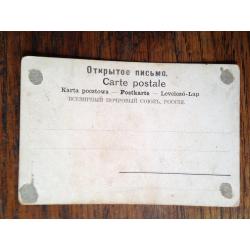 Открытое письмо.
Carte postale
Karta pocztowa — Postkarte — Levelező-Lap
ВСЕМІРНЫЙ ПОЧТОВЫЙ СОЮЗЪ, РОССІЯ.